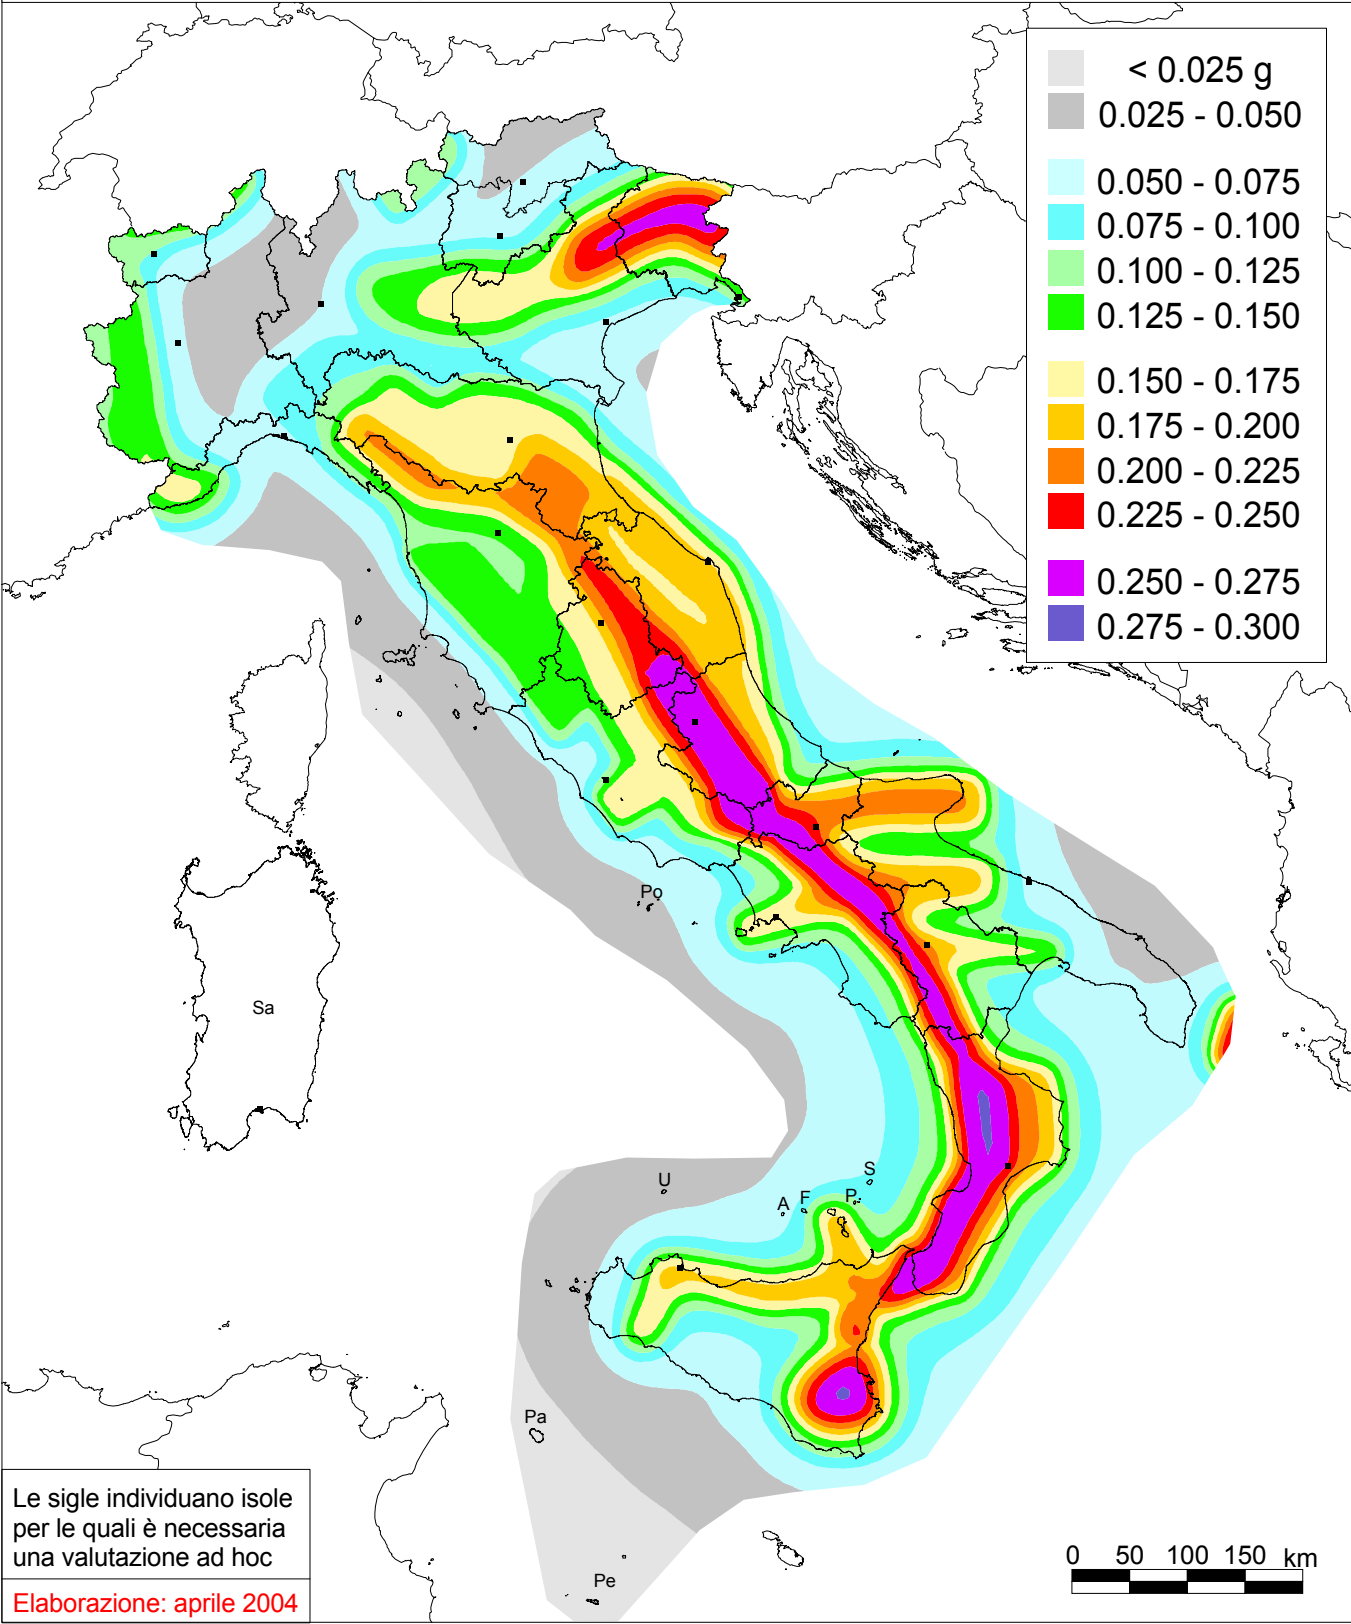 < 0.025 g
0.025 - 0.050
0.050 - 0.075
0.075 - 0.100
0.100 - 0.125
0.125 - 0.150
0.150 - 0.175
0.175 - 0.200
0.200 - 0.225
0.225 - 0.250
0.250 - 0.275
0.275 - 0.300
Po
Sa
S
U
A F P
Pa
Pe
Le sigle individuano isole
per le quali è necessaria
una valutazione ad hoc
Elaborazione: aprile 2004
0 50 100 150 km